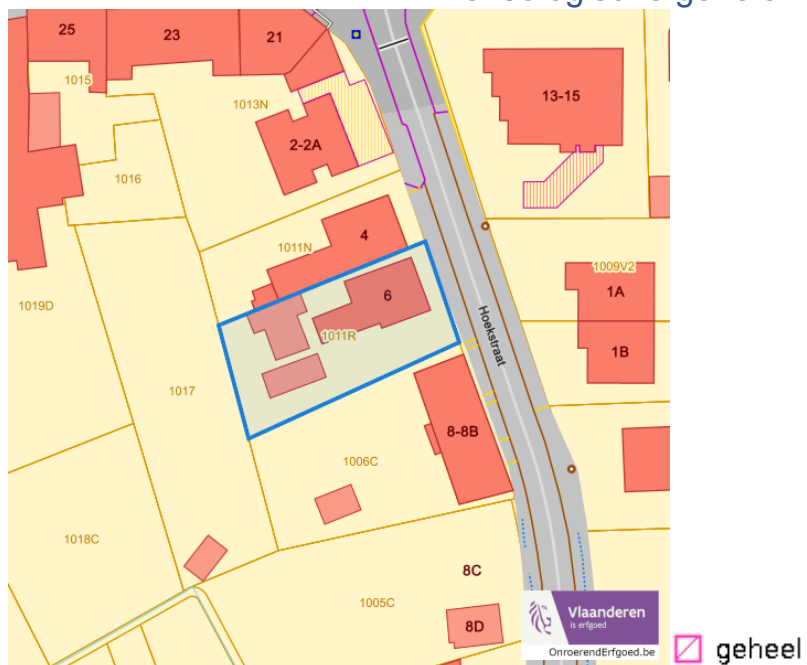 25
23
21
1015
1013N
13-15
2-2A
1016
4
1011N
1009V2
6
1A
1019D
1011R
Hoekstraat
1B
1017
8-8B
1006C
1018C
8C
1005C
8D
Vlaanderen
is erfgoed
OnroerendErfgoed.be
geheel